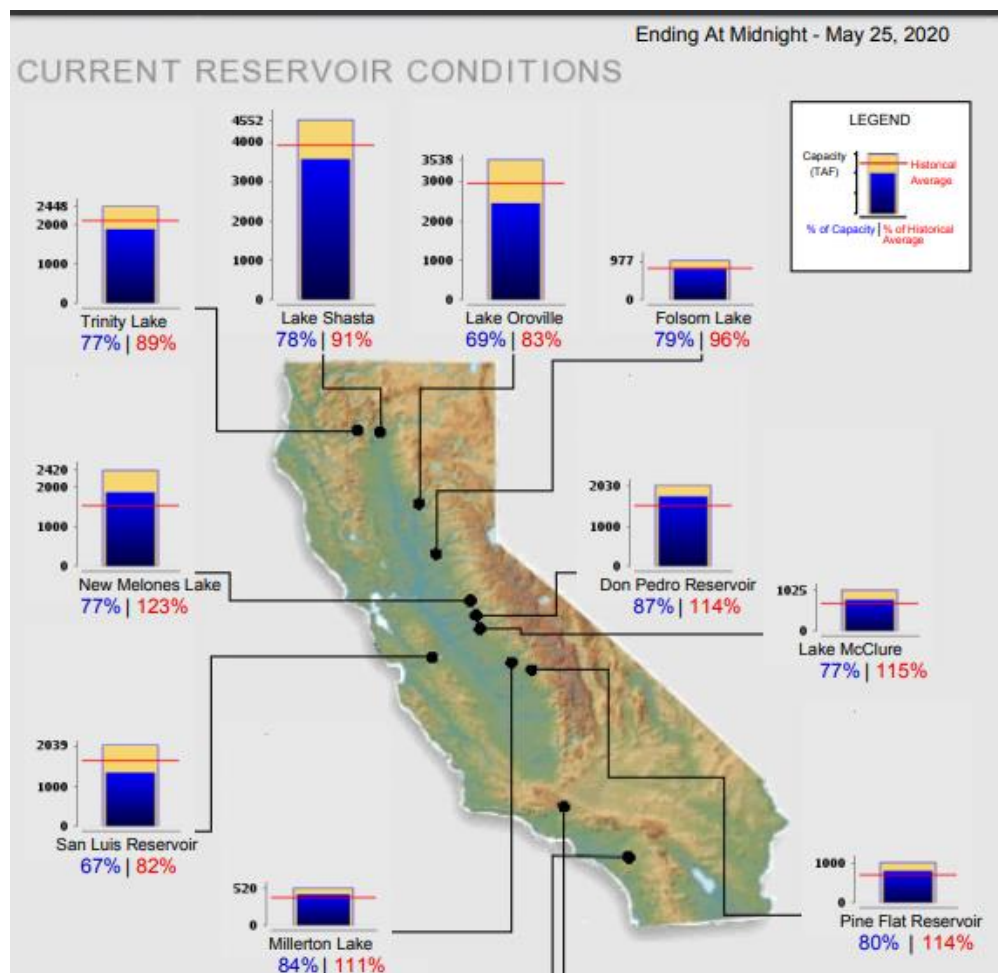 Ending At Midnight - May 25, 2020
CURRENT RESERVOIR CONDITIONS
LEGEND
Capacity
(TAF)
Historical
Average
% of Capacity | % of Historical
Average
2448
2000
1000
0
Trinity Lake
77% | 89%
4552
4000
3000
2000
1000
0
Lake Shasta
78% | 91%
3538
3000
2000
1000
0
Lake Oroville
69% | 83%
977
0
Folsom Lake
79% | 96%
2420
2000
1000
0
New Melones Lake
77% | 123%
2030
1000
0
Don Pedro Reservoir
87% | 114%
1025
0
Lake McClure
77% | 115%
2039
1000
0
San Luis Reservoir
67% | 82%
520
0
Millerton Lake
84% | 111%
1000
0
Pine Flat Reservoir
80% | 114%